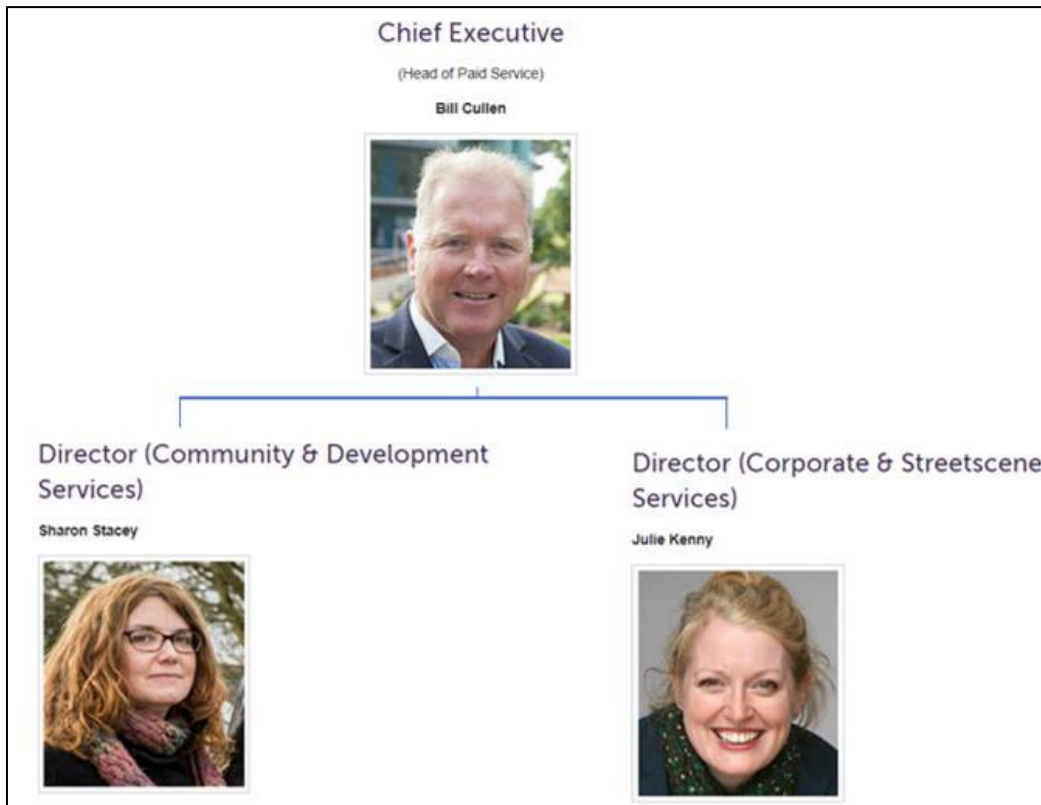 Chief Executive
(Head of Paid Service)
Bill Cullen
Director (Community & Development
Services)
Sharon Stacey
Director (Corporate & Streetscene
Services)
Julie Kenny